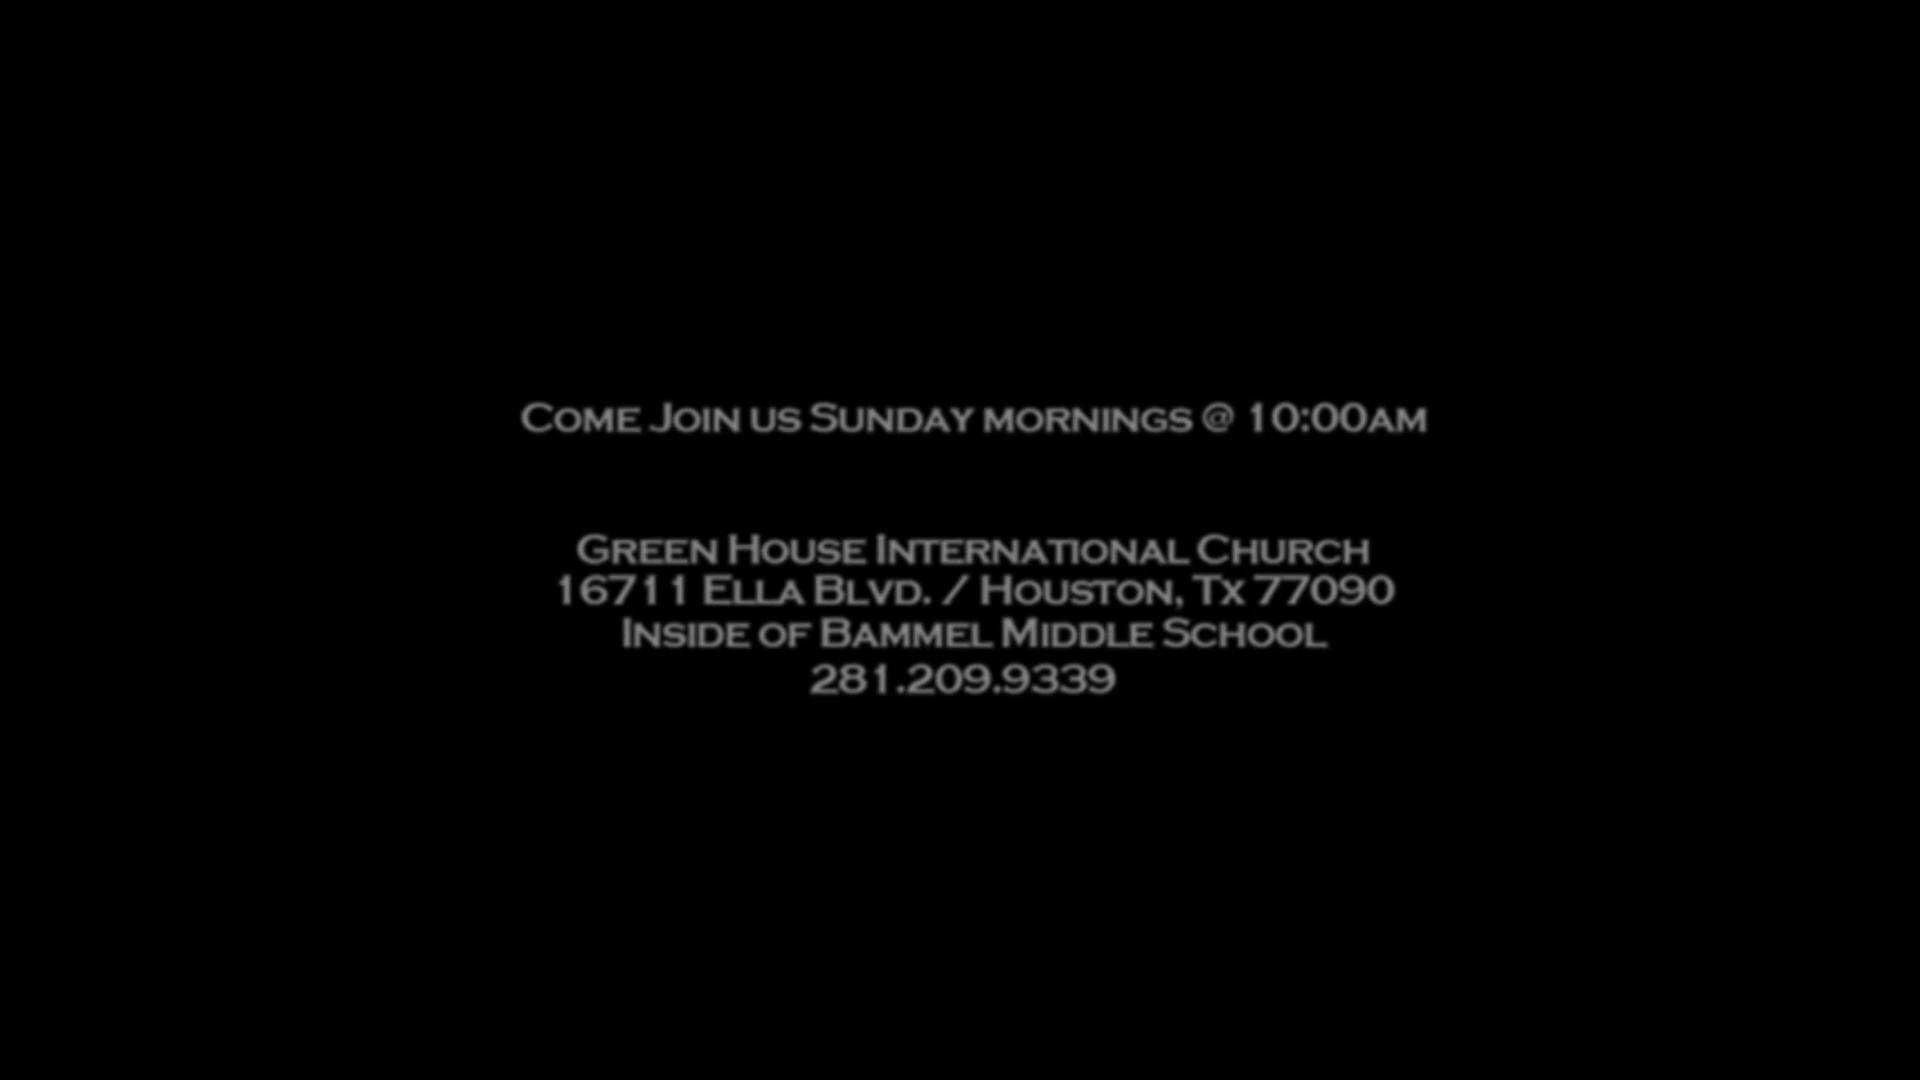 Come Join us Sunday mornings @ 10:00am
Green House International Church
16711 Ella Blvd. / Houston, Tx 77090
Inside of Bammel Middle School
281.209.9339